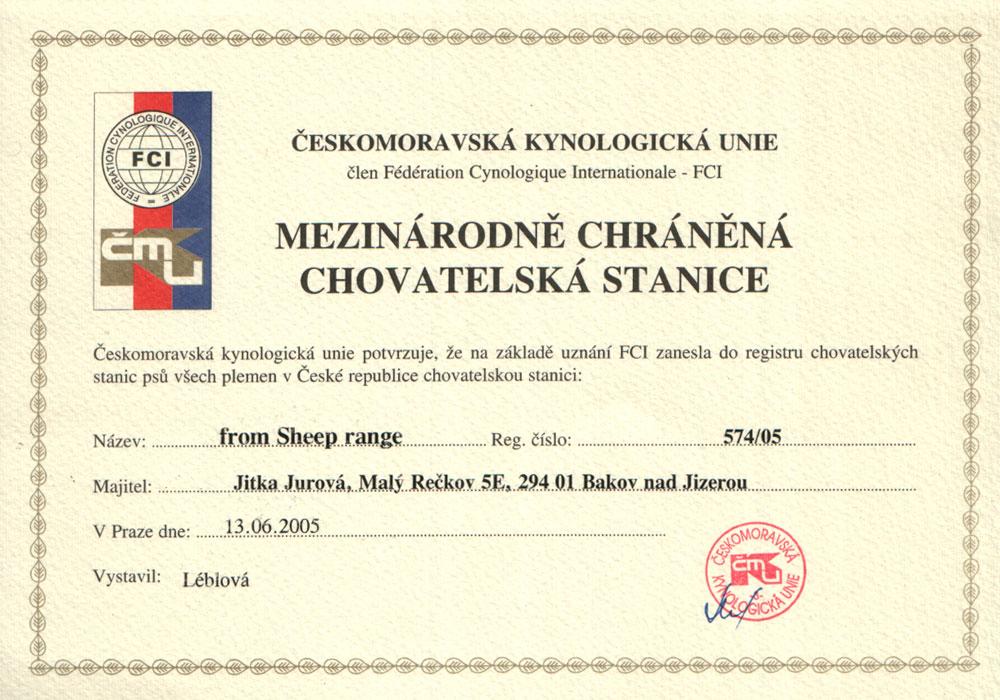 FÉDÉRATION CYNOLOGIQUE INTERNATIONALE
FCI
čmu
ČESKOMORAVSKÁ KYNOLOGICKÁ UNIE
člen Fédération Cynologique Internationale - FCI
MEZINÁRODNĚ CHRÁNĚNÁ
CHOVATELSKÁ STANICE
Českomoravská kynologická unie potvrzuje, že na základě uznání FCI zanesla do registru chovatelských
stanic psů všech plemen v České republice chovatelskou stanici:
Název: from Sheep range Reg. číslo: 574/05
Majitel: Jitka Jurová, Malý Rečkov 5E, 294 01 Bakov nad Jizerou
V Praze dne: 13.06.2005
Vystavil: Léblová
ČESKOMORAVSKÁ
čmu
KYNOLOGICKÁ UNIE